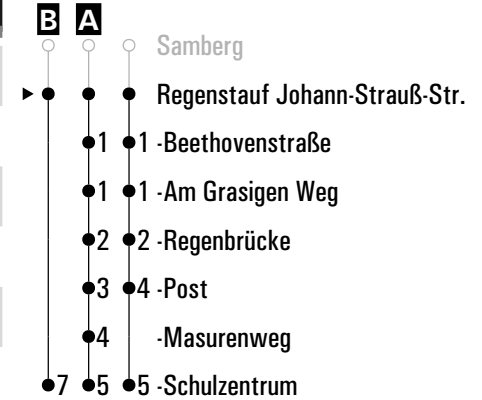 B A
Samberg
Regenstauf Johann-Strauß-Str.
1 1 -Beethovenstraße
1 1 -Am Grasigen Weg
2 2 -Regenbrücke
3 4 -Post
4 -Masurenweg
7 5 5 -Schulzentrum